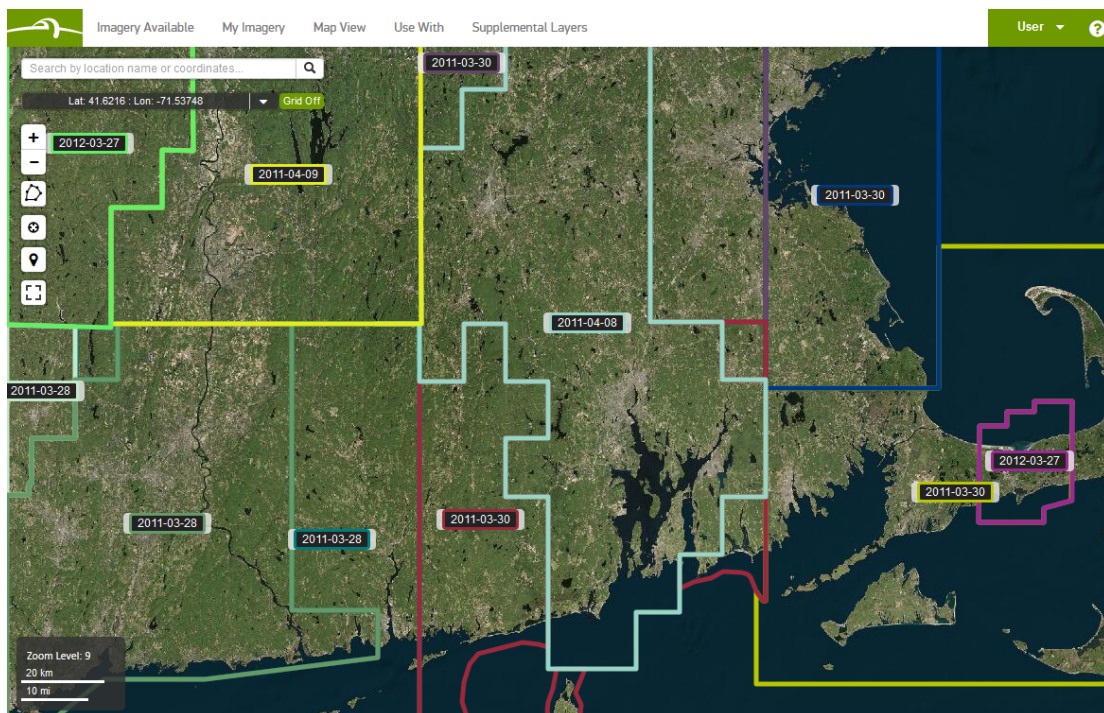 Imagery Available My Imagery Map View Use With Supplemental Layers User ?
Search by location name or coordinates...
2011-03-30
Lat: 41.6216 : Lon: -71.53748 Grid Off
+
2012-03-27
−
2011-04-09
2011-03-30
2011-04-08
2011-03-28
2012-03-27
2011-03-30
2011-03-28
2011-03-30
2011-03-28
Zoom Level: 9
20 km
10 mi